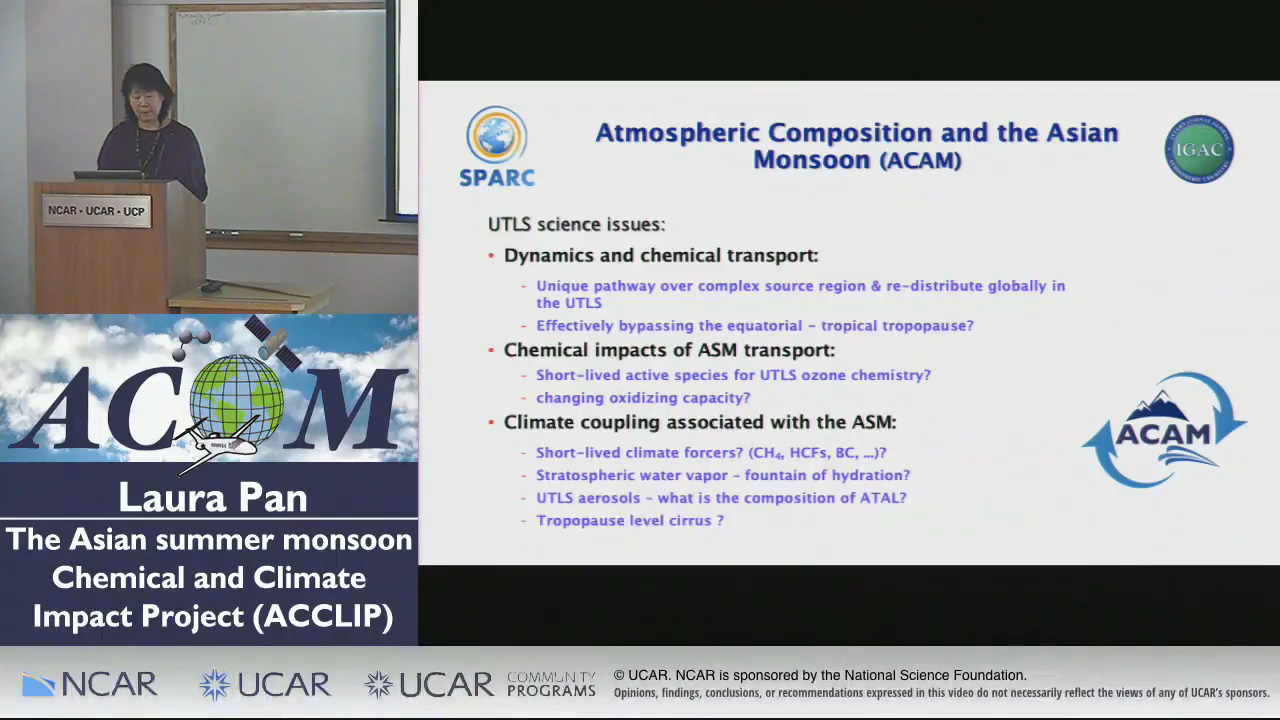 NCAR • UCAR • UCP
ACOM
Laura Pan
The Asian summer monsoon
Chemical and Climate
Impact Project (ACCLIP)
SPARC
Atmospheric Composition and the Asian
Monsoon (ACAM)
IGAC
UTLS science issues:
• Dynamics and chemical transport:
- Unique pathway over complex source region & re-distribute globally in
the UTLS
- Effectively bypassing the equatorial – tropical tropopause?
• Chemical impacts of ASM transport:
- Short-lived active species for UTLS ozone chemistry?
- changing oxidizing capacity?
• Climate coupling associated with the ASM:
- Short-lived climate forcers? (CH₄, HCFs, BC, …)?
- Stratospheric water vapor – fountain of hydration?
- UTLS aerosols – what is the composition of ATAL?
- Tropopause level cirrus ?
ACAM
NCAR
UCAR
UCAR
COMMUNITY
PROGRAMS
© UCAR. NCAR is sponsored by the National Science Foundation.
Opinions, findings, conclusions, or recommendations expressed in this video do not necessarily reflect the views of any of UCAR's sponsors.